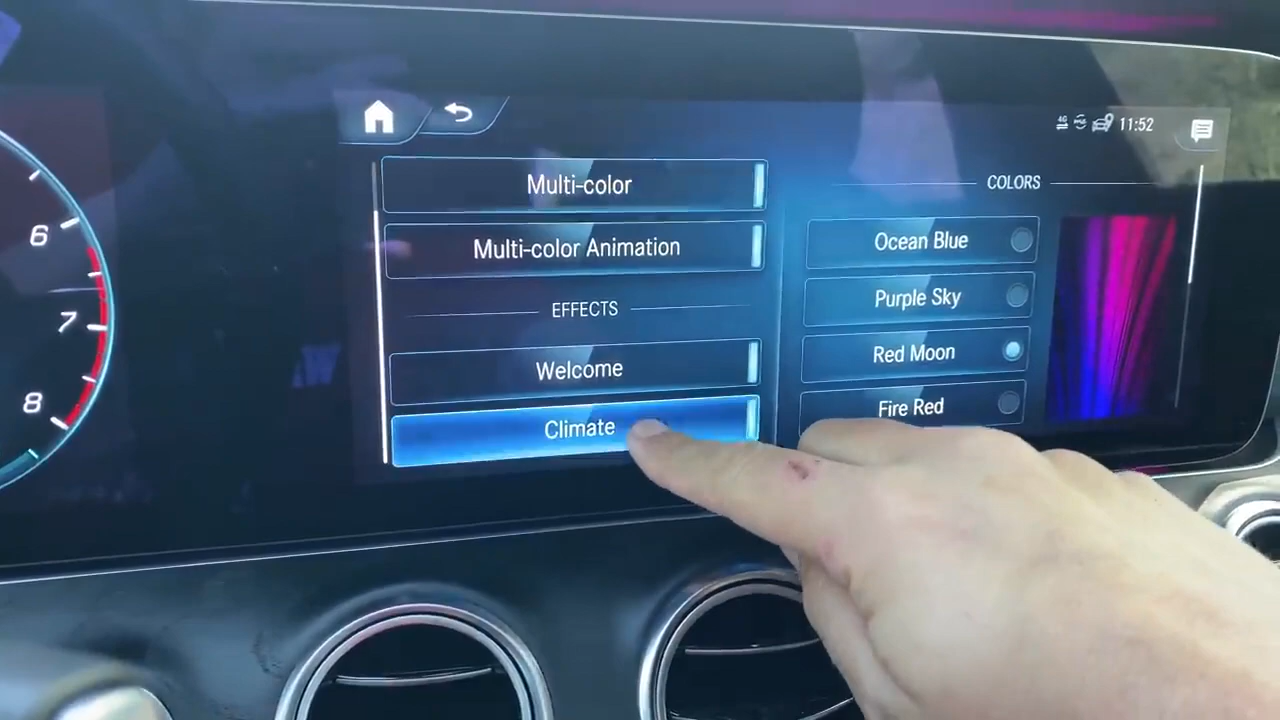 11:52
Multi-color
Multi-color Animation
EFFECTS
Welcome
Climate
COLORS
Ocean Blue
Purple Sky
Red Moon
Fire Red
6
7
8